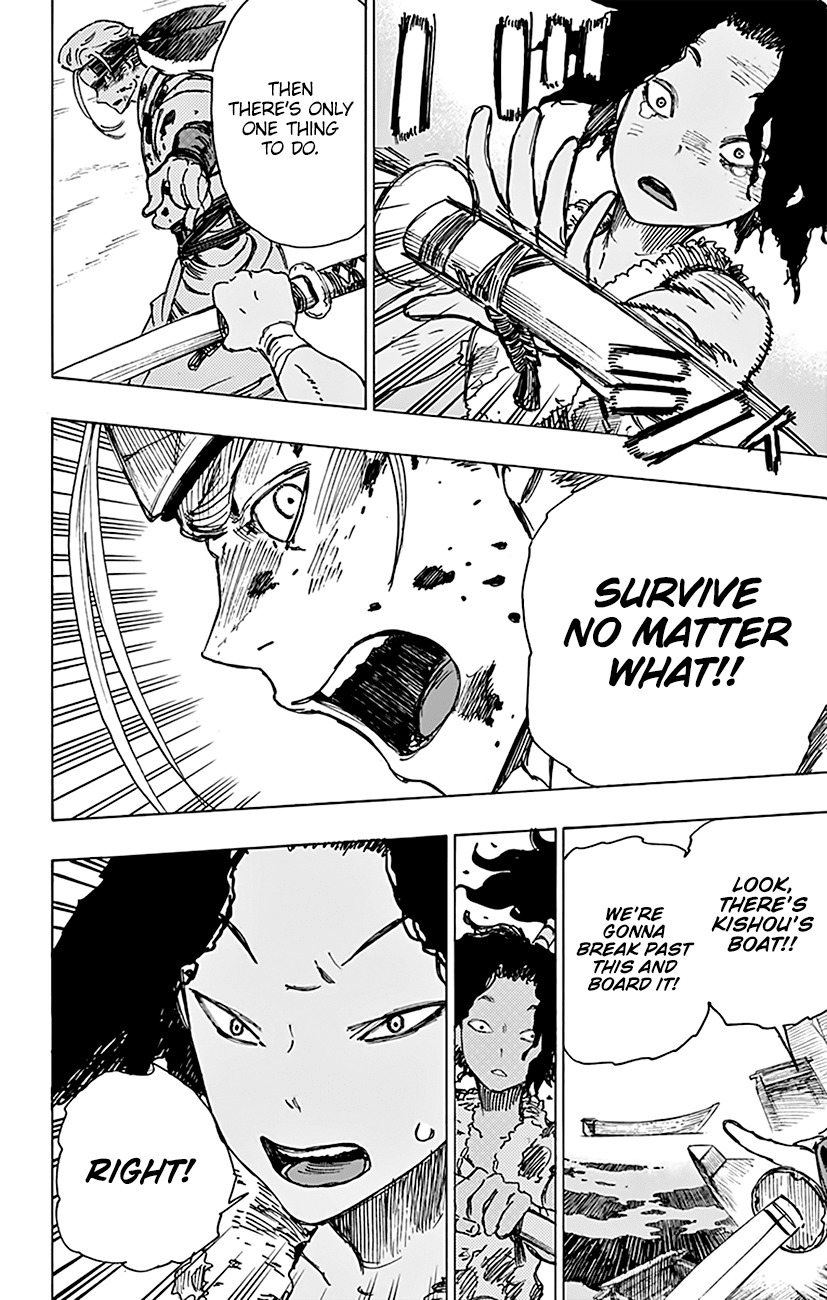 THEN
THERE'S ONLY
ONE THING
TO DO.
SURVIVE
NO MATTER
WHAT!!
LOOK,
THERE'S
KISHOU'S
BOAT!!
WE'RE
GONNA
BREAK PAST
THIS AND
BOARD IT!
RIGHT!